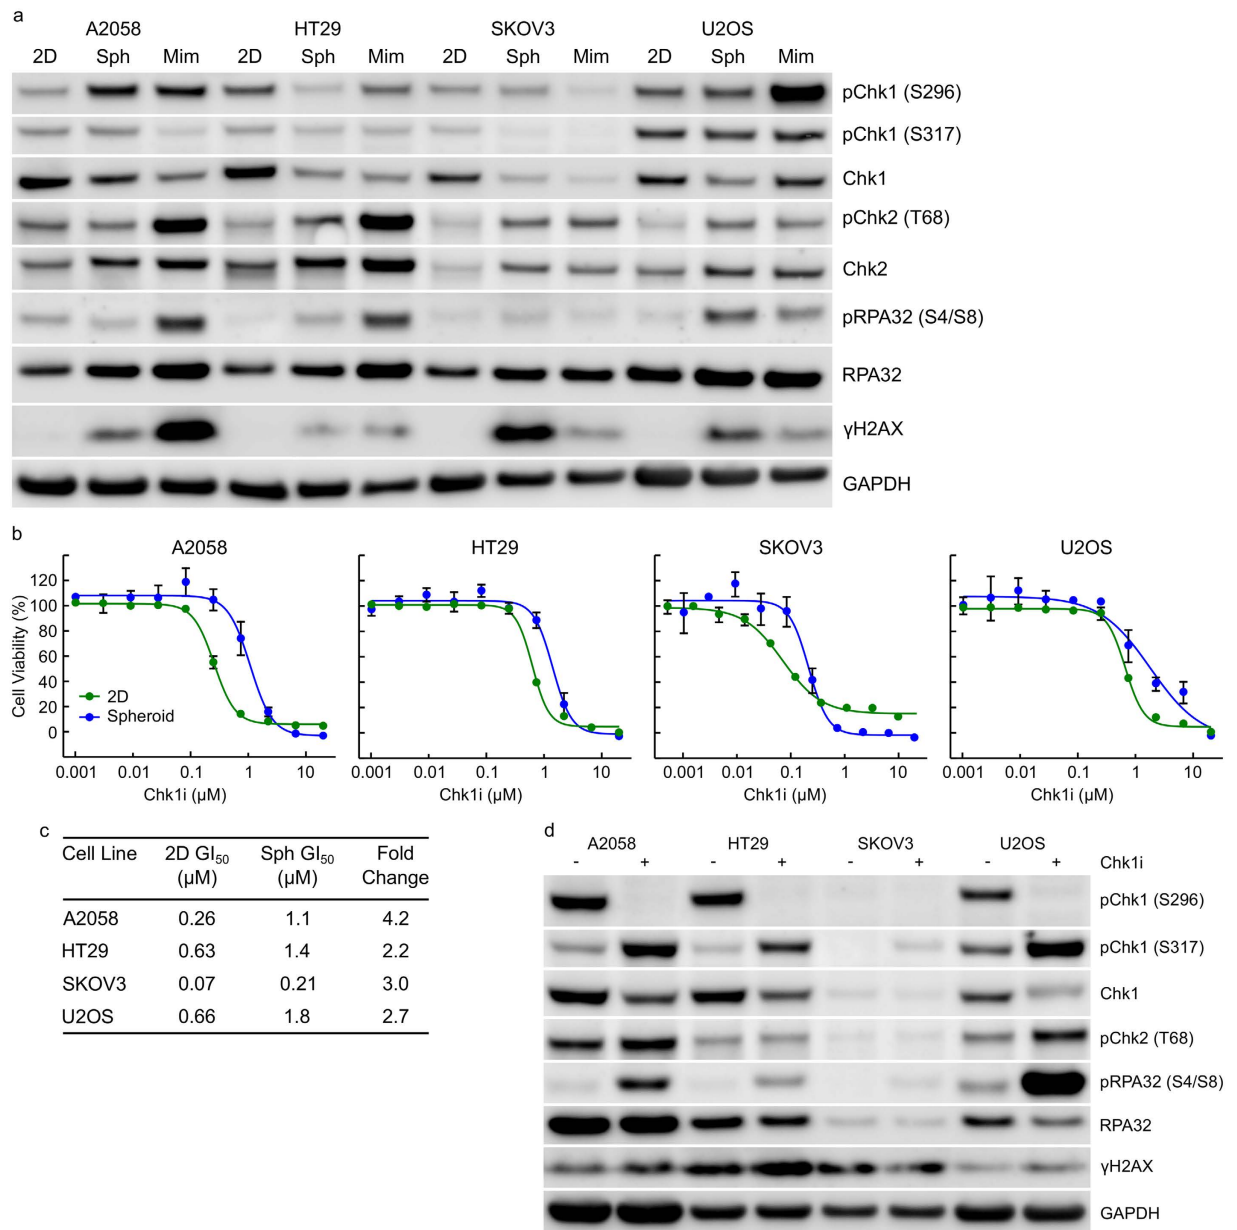 a
A2058 HT29 SKOV3 U2OS
2D Sph Mim 2D Sph Mim 2D Sph Mim 2D Sph Mim
pChk1 (S296)
pChk1 (S317)
Chk1
pChk2 (T68)
Chk2
pRPA32 (S4/S8)
RPA32
γH2AX
GAPDH
b
A2058 HT29 SKOV3 U2OS
Cell Viability (%)
120
100
80
60
40
20
0
2D
Spheroid
0.001 0.01 0.1 1 10 0.001 0.01 0.1 1 10 0.001 0.01 0.1 1 10 0.001 0.01 0.1 1 10
Chk1i (µM) Chk1i (µM) Chk1i (µM) Chk1i (µM)
c
Cell Line 2D GI50 Sph GI50 Fold
(µM) (µM) Change
A2058 0.26 1.1 4.2
HT29 0.63 1.4 2.2
SKOV3 0.07 0.21 3.0
U2OS 0.66 1.8 2.7
d
A2058 HT29 SKOV3 U2OS
- + - + - + - + Chk1i
pChk1 (S296)
pChk1 (S317)
Chk1
pChk2 (T68)
pRPA32 (S4/S8)
RPA32
γH2AX
GAPDH